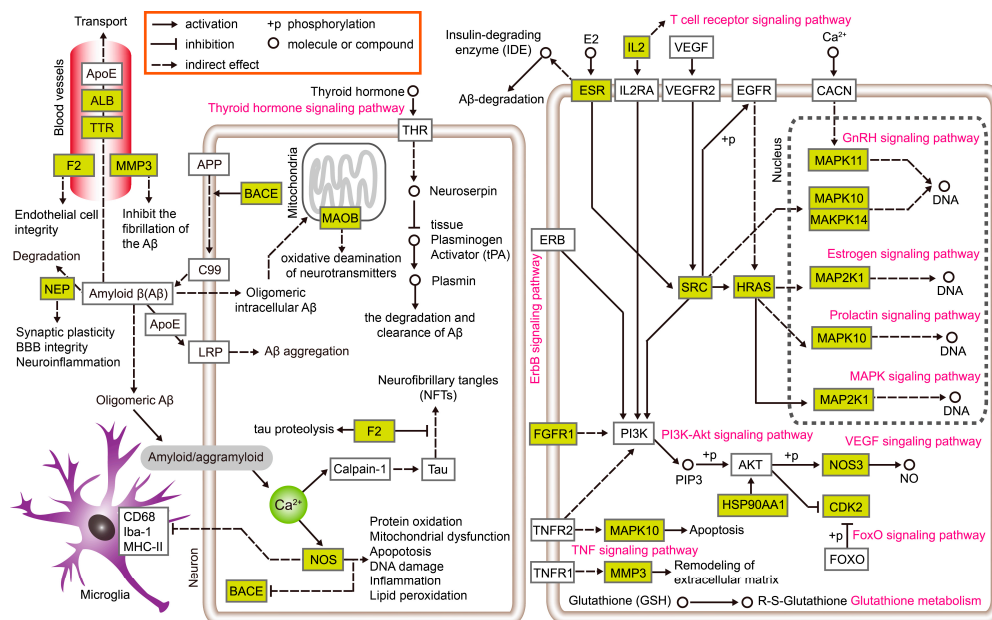 Transport
activation
+p phosphorylation
inhibition
molecule or compound
indirect effect
Blood vessels
ApoE
ALB
TTR
F2
MMP3
Endothelial cell
integrity
Inhibit the
fibrillation
of the Aβ
Degradation
NEP
Amyloid β(Aβ)
Synaptic plasticity
BBB integrity
Neuroinflammation
ApoE
LRP
Aβ aggregation
Oligomeric
intracellular Aβ
Oligomeric Aβ
Amyloid/aggramyloid
APP
BACE
C99
Mitochondria
MAOB
oxidative deamination
of neurotransmitters
Thyroid hormone
Thyroid hormone signaling pathway
THR
Neuroserpin
tissue
Plasminogen
Activator (tPA)
Plasmin
the degradation and
clearance of Aβ
Neurofibrillary tangles
(NFTs)
tau proteolysis
F2
Calpain-1
Tau
Ca²⁺
CD68
Iba-1
MHC-II
Microglia
Neuron
NOS
BACE
Protein oxidation
Mitochondrial dysfunction
Apopotosis
DNA damage
Inflammation
Lipid peroxidation
Insulin-degrading
enzyme (IDE)
Aβ-degradation
E2
IL2
T cell receptor signaling pathway
VEGF
Ca²⁺
ESR
IL2RA
VEGFR2
EGFR
CACN
+p
Nucleus
GnRH signaling pathway
MAPK11
MAPK10
MAKPK14
DNA
ERB
ErbB signaling pathway
SRC
HRAS
Estrogen signaling pathway
MAP2K1
DNA
Prolactin signaling pathway
MAPK10
DNA
MAPK sigaling pathway
MAP2K1
DNA
FGFR1
PI3K
PI3K-Akt signaling pathway
VEGF singaling pathway
PIP3
+p
AKT
+p
NOS3
NO
HSP90AA1
CDK2
TNFR2
MAPK10
Apoptosis
TNF signaling pathway
+p
FoxO signaling pathway
FOXO
TNFR1
MMP3
Remodeling of
extracellular matrix
Glutathione (GSH)
R-S-Glutathione Glutathione metabolism